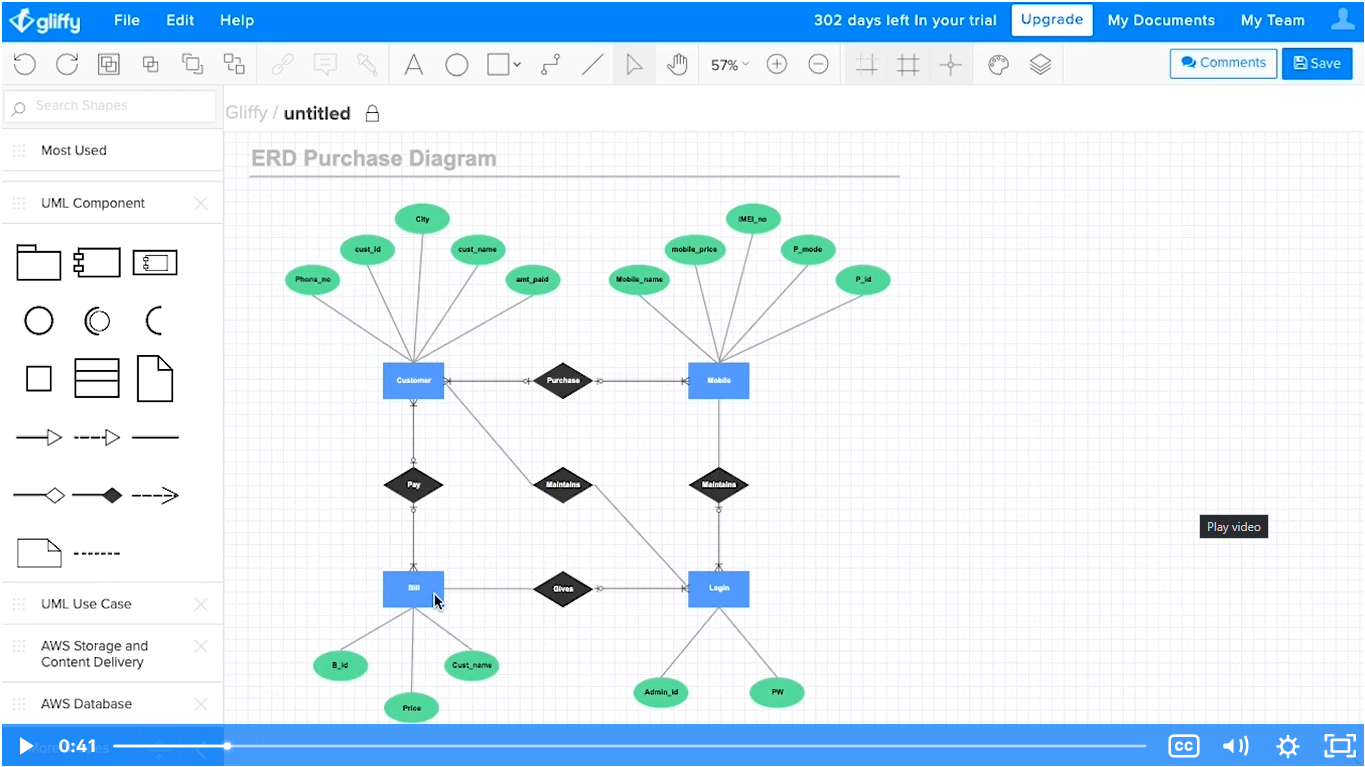 gliffy File Edit Help 302 days left In your trial Upgrade My Documents My Team
A 57% Comments Save
Search Shapes
Gliffy / untitled
Most Used
ERD Purchase Diagram
UML Component
City IMEI_no
cust_id cust_name mobile_price P_mode
Phone_no amt_paid Mobile_name P_id
Customer Purchase Mobile
Pay Maintains Maintains
Play video
Bill Gives Login
UML Use Case
AWS Storage and
Content Delivery
B_id Cust_name
Admin_id PW
AWS Database
Price
0:41 CC